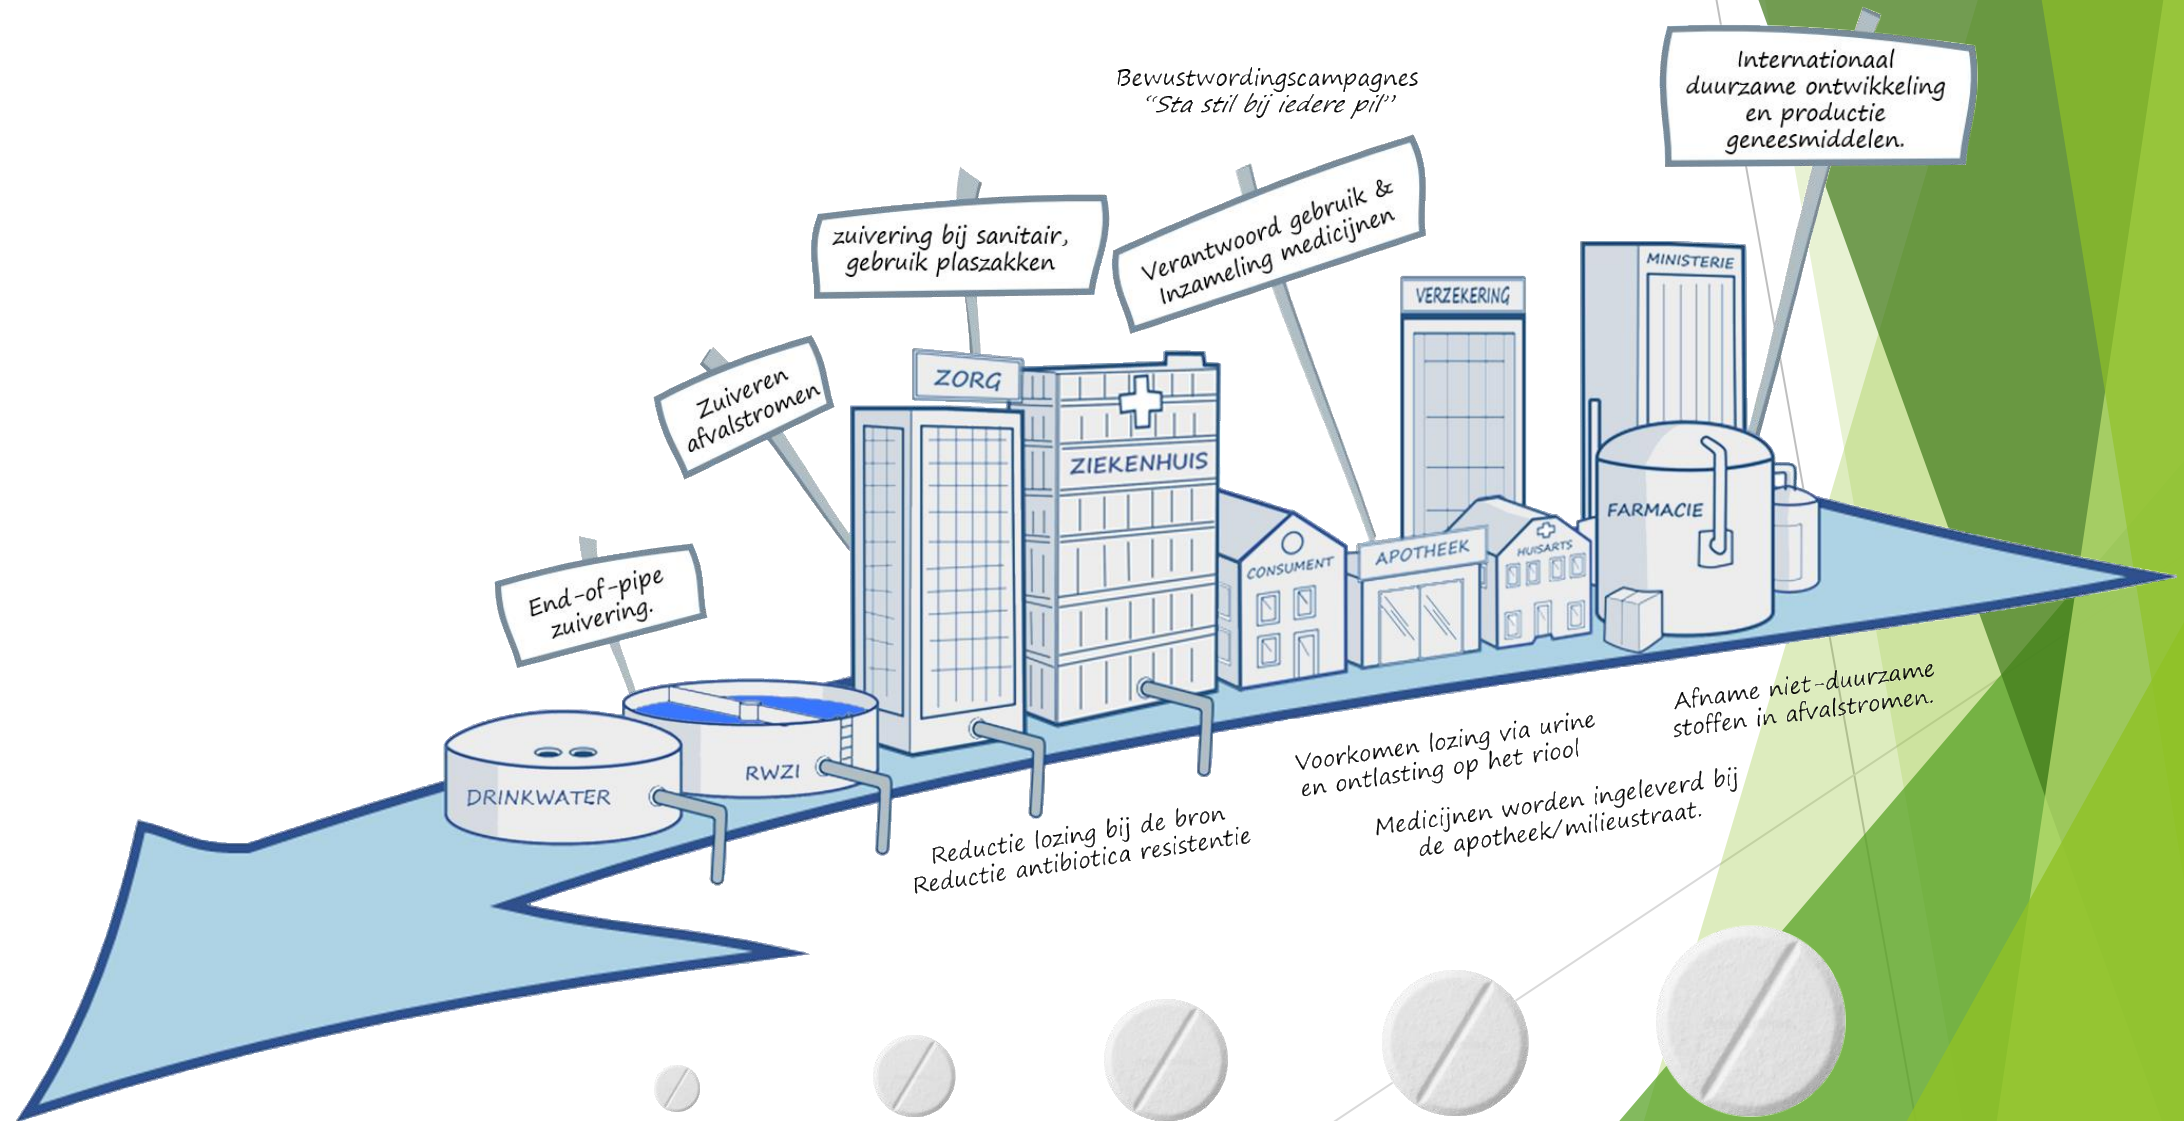 Internationaal
duurzame ontwikkeling
en productie
geneesmiddelen.
Bewustwordingscampagnes
“Sta stil bij iedere pil”
Verantwoord gebruik &
Inzameling medicijnen
zuivering bij sanitair,
gebruik plaszakken
Zuiveren
afvalstromen
End-of-pipe
zuivering.
MINISTERIE
VERZEKERING
ZORG
ZIEKENHUIS
FARMACIE
HUISARTS
APOTHEEK
CONSUMENT
RWZI
DRINKWATER
Afname niet-duurzame
stoffen in afvalstromen.
Voorkomen lozing via urine
en ontlasting op het riool
Medicijnen worden ingeleverd bij
de apotheek/milieustraat.
Reductie lozing bij de bron
Reductie antibiotica resistentie